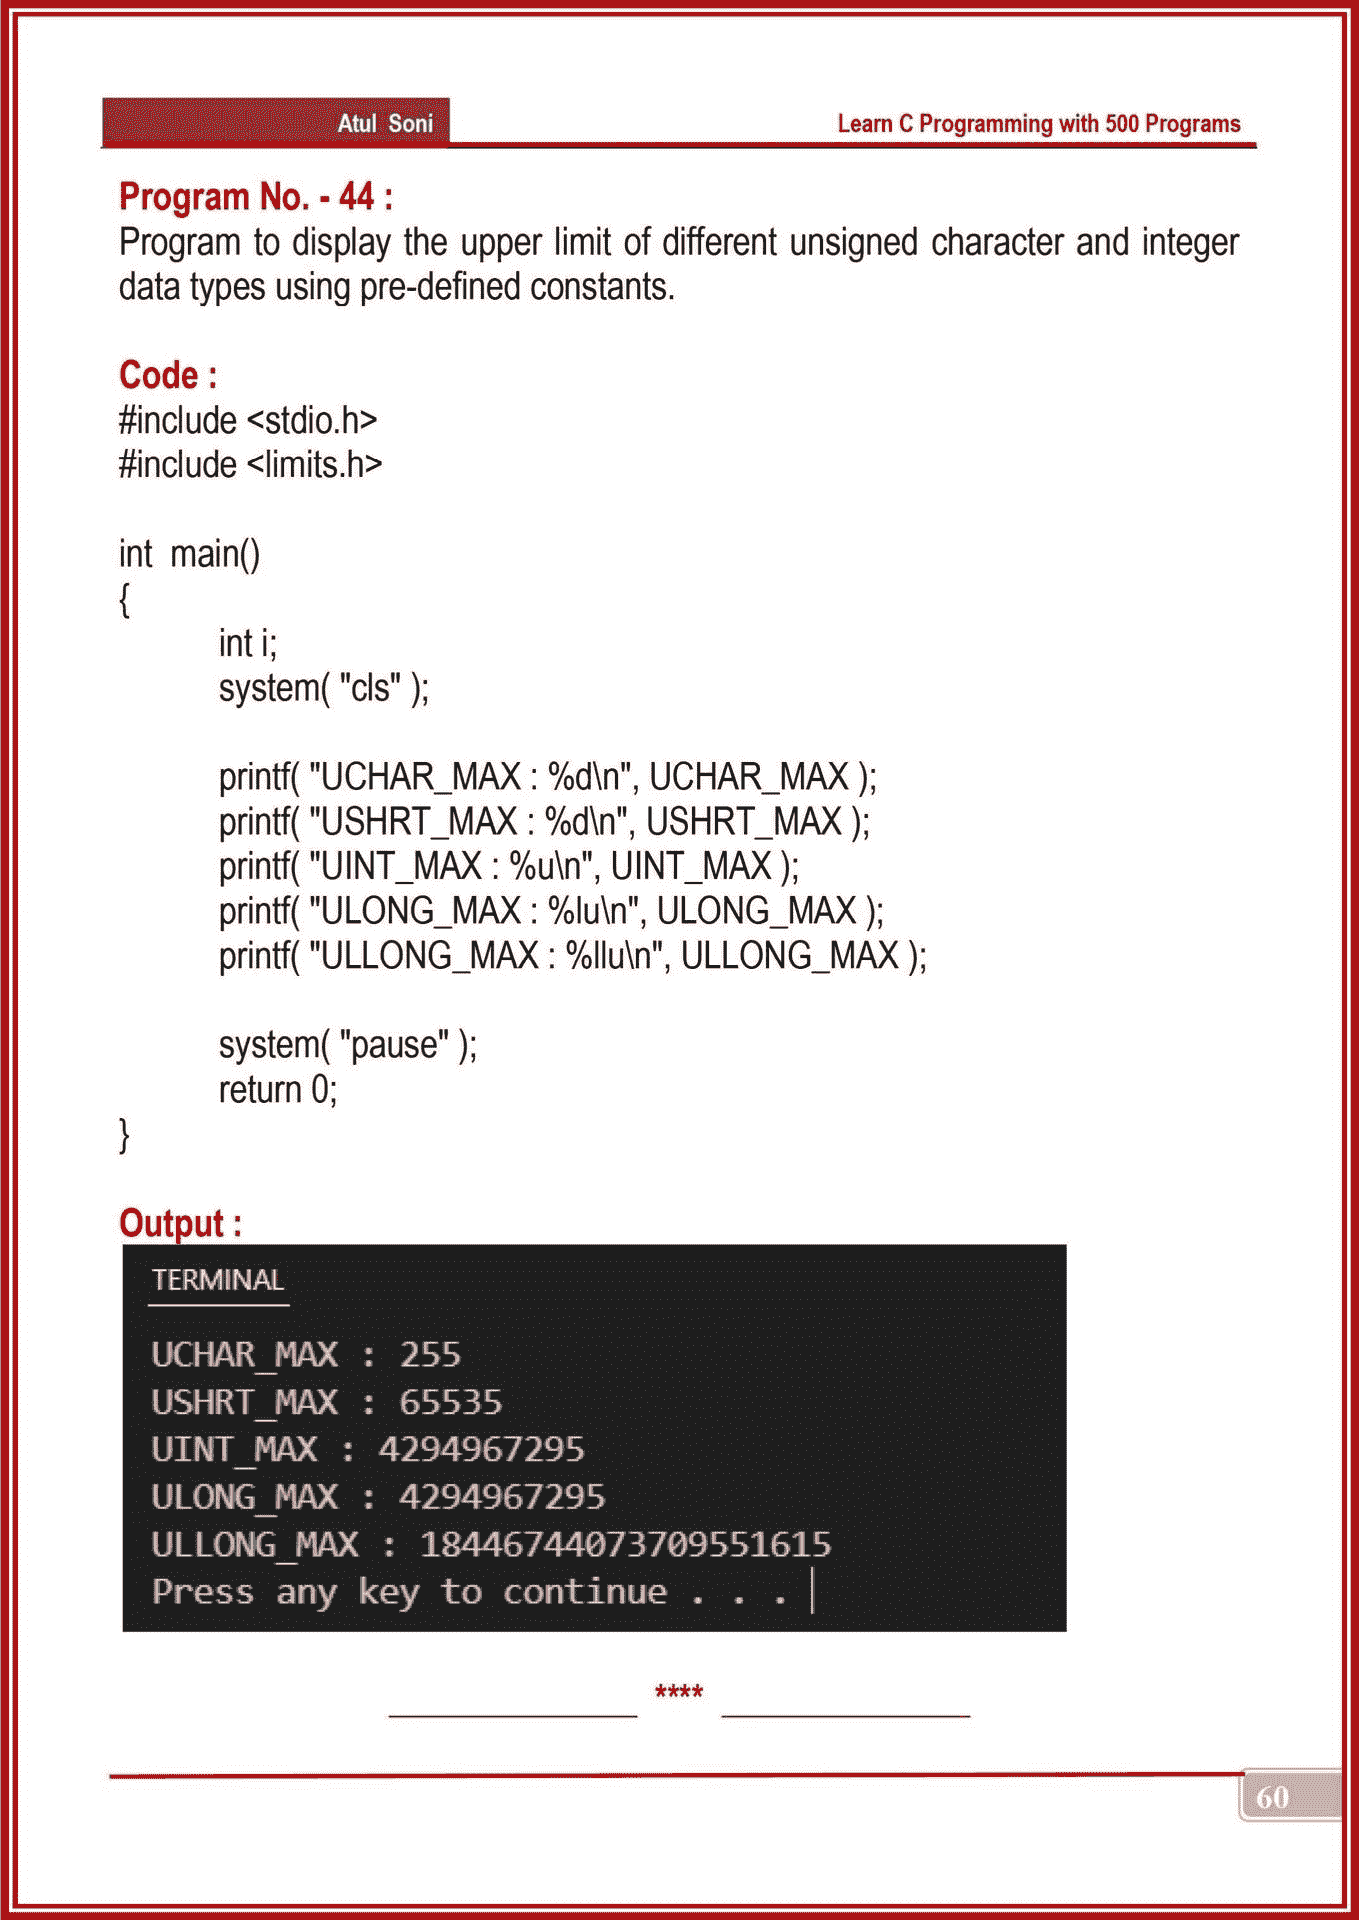 Atul Soni
Learn C Programming with 500 Programs
Program No. - 44 :
Program to display the upper limit of different unsigned character and integer
data types using pre-defined constants.
Code :
#include <stdio.h>
#include <limits.h>
int main()
{
int i;
system( "cls" );
printf( "UCHAR_MAX : %d\n", UCHAR_MAX );
printf( "USHRT_MAX : %d\n", USHRT_MAX );
printf( "UINT_MAX : %u\n", UINT_MAX );
printf( "ULONG_MAX : %lu\n", ULONG_MAX );
printf( "ULLONG_MAX : %llu\n", ULLONG_MAX );
system( "pause" );
return 0;
}
Output :
TERMINAL
UCHAR_MAX : 255
USHRT_MAX : 65535
UINT_MAX : 4294967295
ULONG_MAX : 4294967295
ULLONG_MAX : 18446744073709551615
Press any key to continue . . .
****
60